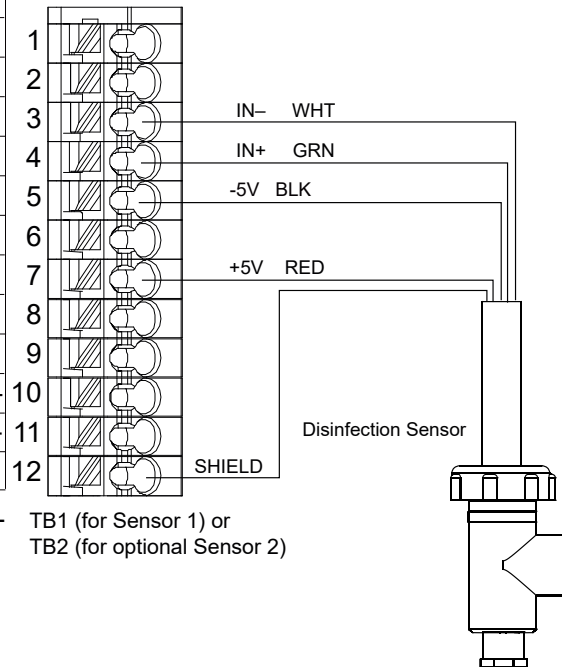 1
2
3 IN– WHT
4 IN+ GRN
5 -5V BLK
6
7 +5V RED
8
9
10
11 Disinfection Sensor
12 SHIELD
TB1 (for Sensor 1) or
TB2 (for optional Sensor 2)